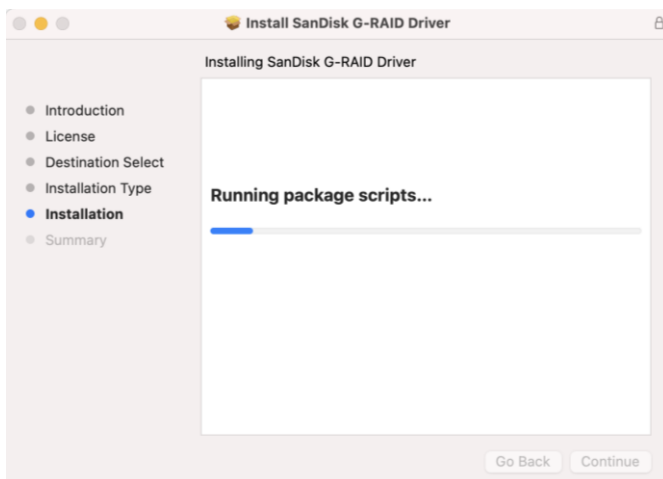 Install SanDisk G-RAID Driver
Installing SanDisk G-RAID Driver
Introduction
License
Destination Select
Installation Type
Installation
Summary
Running package scripts...
Go Back
Continue